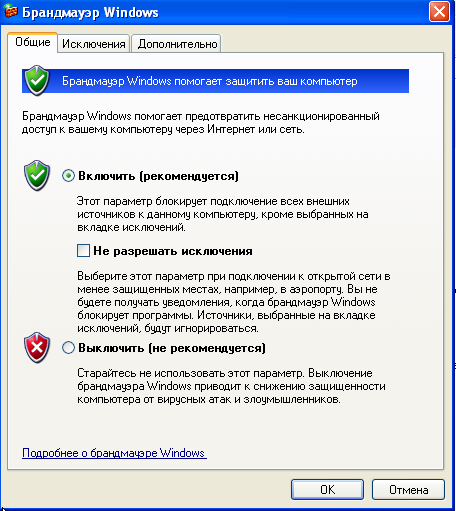 Брандмауэр Windows
Общие
Исключения
Дополнительно
Брандмауэр Windows помогает защитить ваш компьютер
Брандмауэр Windows помогает предотвратить несанкционированный
доступ к вашему компьютеру через Интернет или сеть.
Включить (рекомендуется)
Этот параметр блокирует подключение всех внешних
источников к данному компьютеру, кроме выбранных на
вкладке исключений.
Не разрешать исключения
Выберите этот параметр при подключении к открытой сети в
менее защищенных местах, например, в аэропорту. Вы не
будете получать уведомления, когда брандмауэр Windows
блокирует программы. Источники, выбранные на вкладке
исключений, будут игнорироваться.
Выключить (не рекомендуется)
Старайтесь не использовать этот параметр. Выключение
брандмауэра Windows приводит к снижению защищенности
компьютера от вирусных атак и злоумышленников.
Подробнее о брандмауэре Windows
OK
Отмена